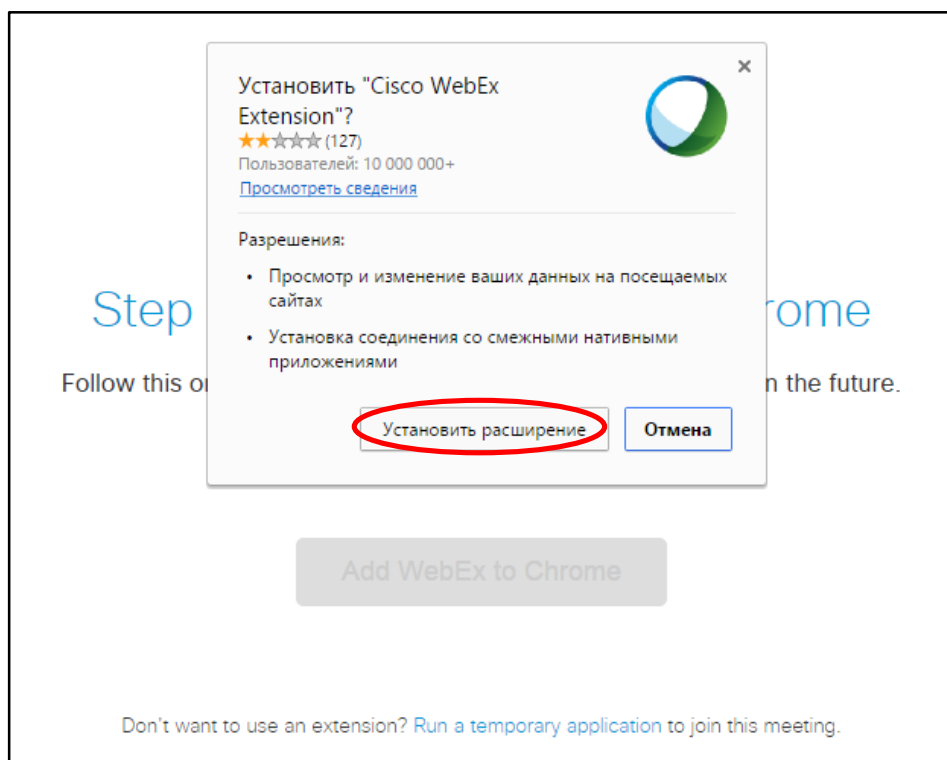 Установить "Cisco WebEx
Extension"?
(127)
Пользователей: 10 000 000+
Просмотреть сведения
Разрешения:
• Просмотр и изменение ваших данных на посещаемых
сайтах
• Установка соединения со смежными нативными
приложениями
Установить расширение
Отмена
Step rome
Follow this n the future.
Add WebEx to Chrome
Don't want to use an extension? Run a temporary application to join this meeting.